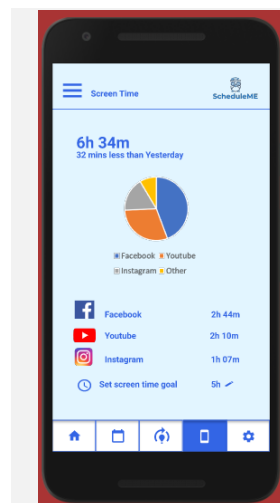 Screen Time
ScheduleME
6h 34m
32 mins less than Yesterday
Facebook Youtube
Instagram Other
Facebook 2h 44m
Youtube 2h 10m
Instagram 1h 07m
Set screen time goal 5h